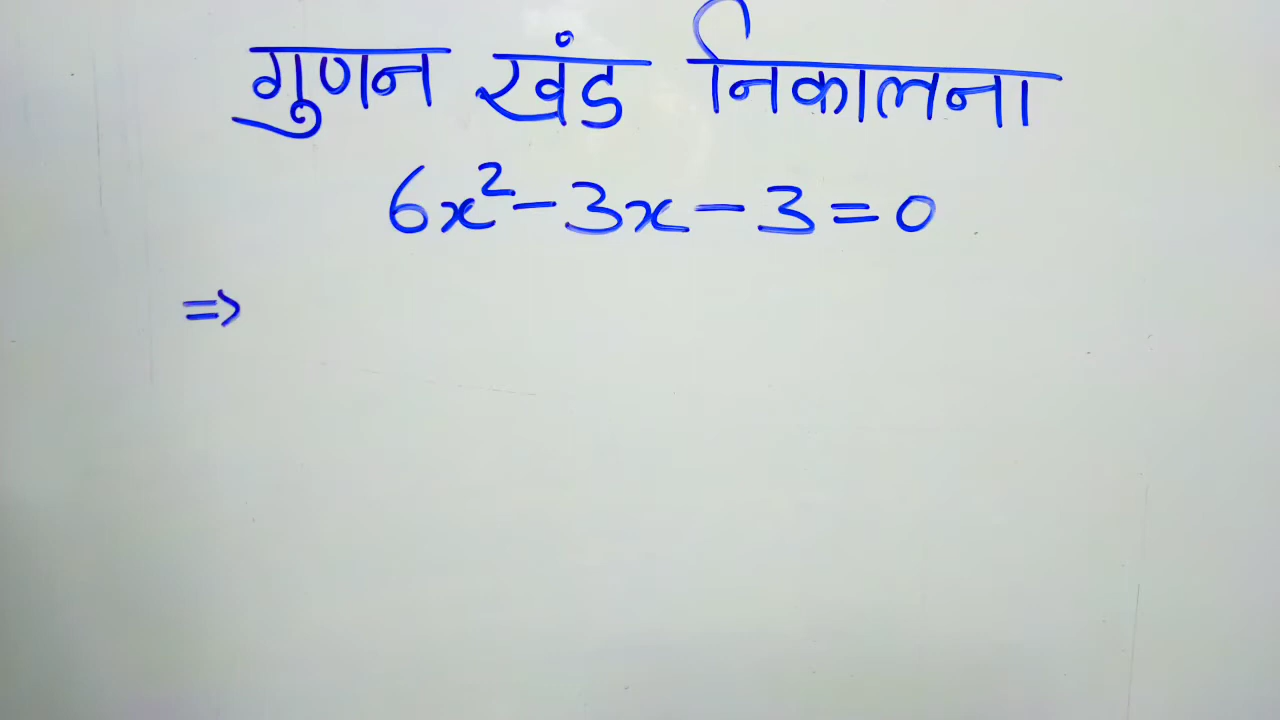 गुणन खंड निकालना
6x² - 3x - 3 = 0
⇒